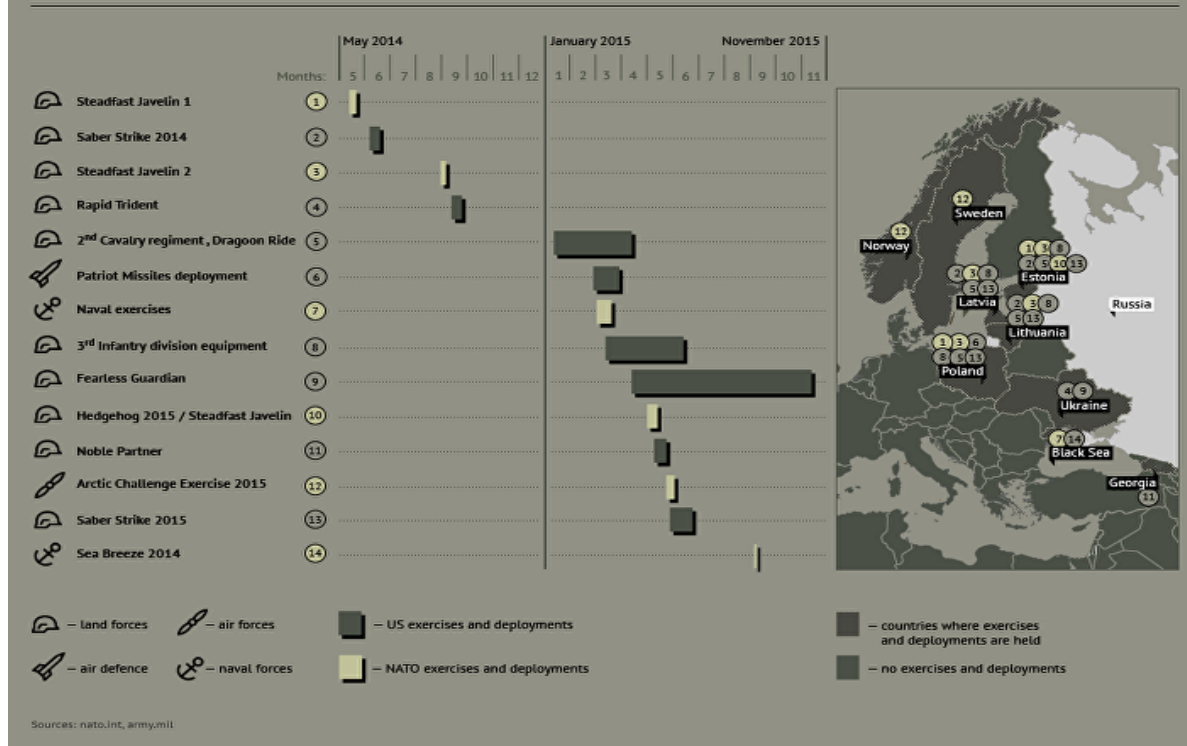 May 2014
January 2015
November 2015
Months: 5 6 7 8 9 10 11 12 1 2 3 4 5 6 7 8 9 10 11
Steadfast Javelin 1 1
Saber Strike 2014 2
Steadfast Javelin 2 3
Rapid Trident 4
2nd Cavalry regiment, Dragoon Ride 5
Patriot Missiles deployment 6
Naval exercises 7
3rd Infantry division equipment 8
Fearless Guardian 9
Hedgehog 2015 / Steadfast Javelin 10
Noble Partner 11
Arctic Challenge Exercise 2015 12
Saber Strike 2015 13
Sea Breeze 2014 14
12
Sweden
12
Norway
1 3 8
2 5 10 13
Estonia
2 3 8
5 13
Latvia
2 3 8
5 13
Lithuania
Russia
1 3 6
8 5 13
Poland
4 9
Ukraine
7 14
Black Sea
Georgia
11
– land forces
– air forces
– US exercises and deployments
– countries where exercises
and deployments are held
– air defence
– naval forces
– NATO exercises and deployments
– no exercises and deployments
Sources: nato.int, army.mil